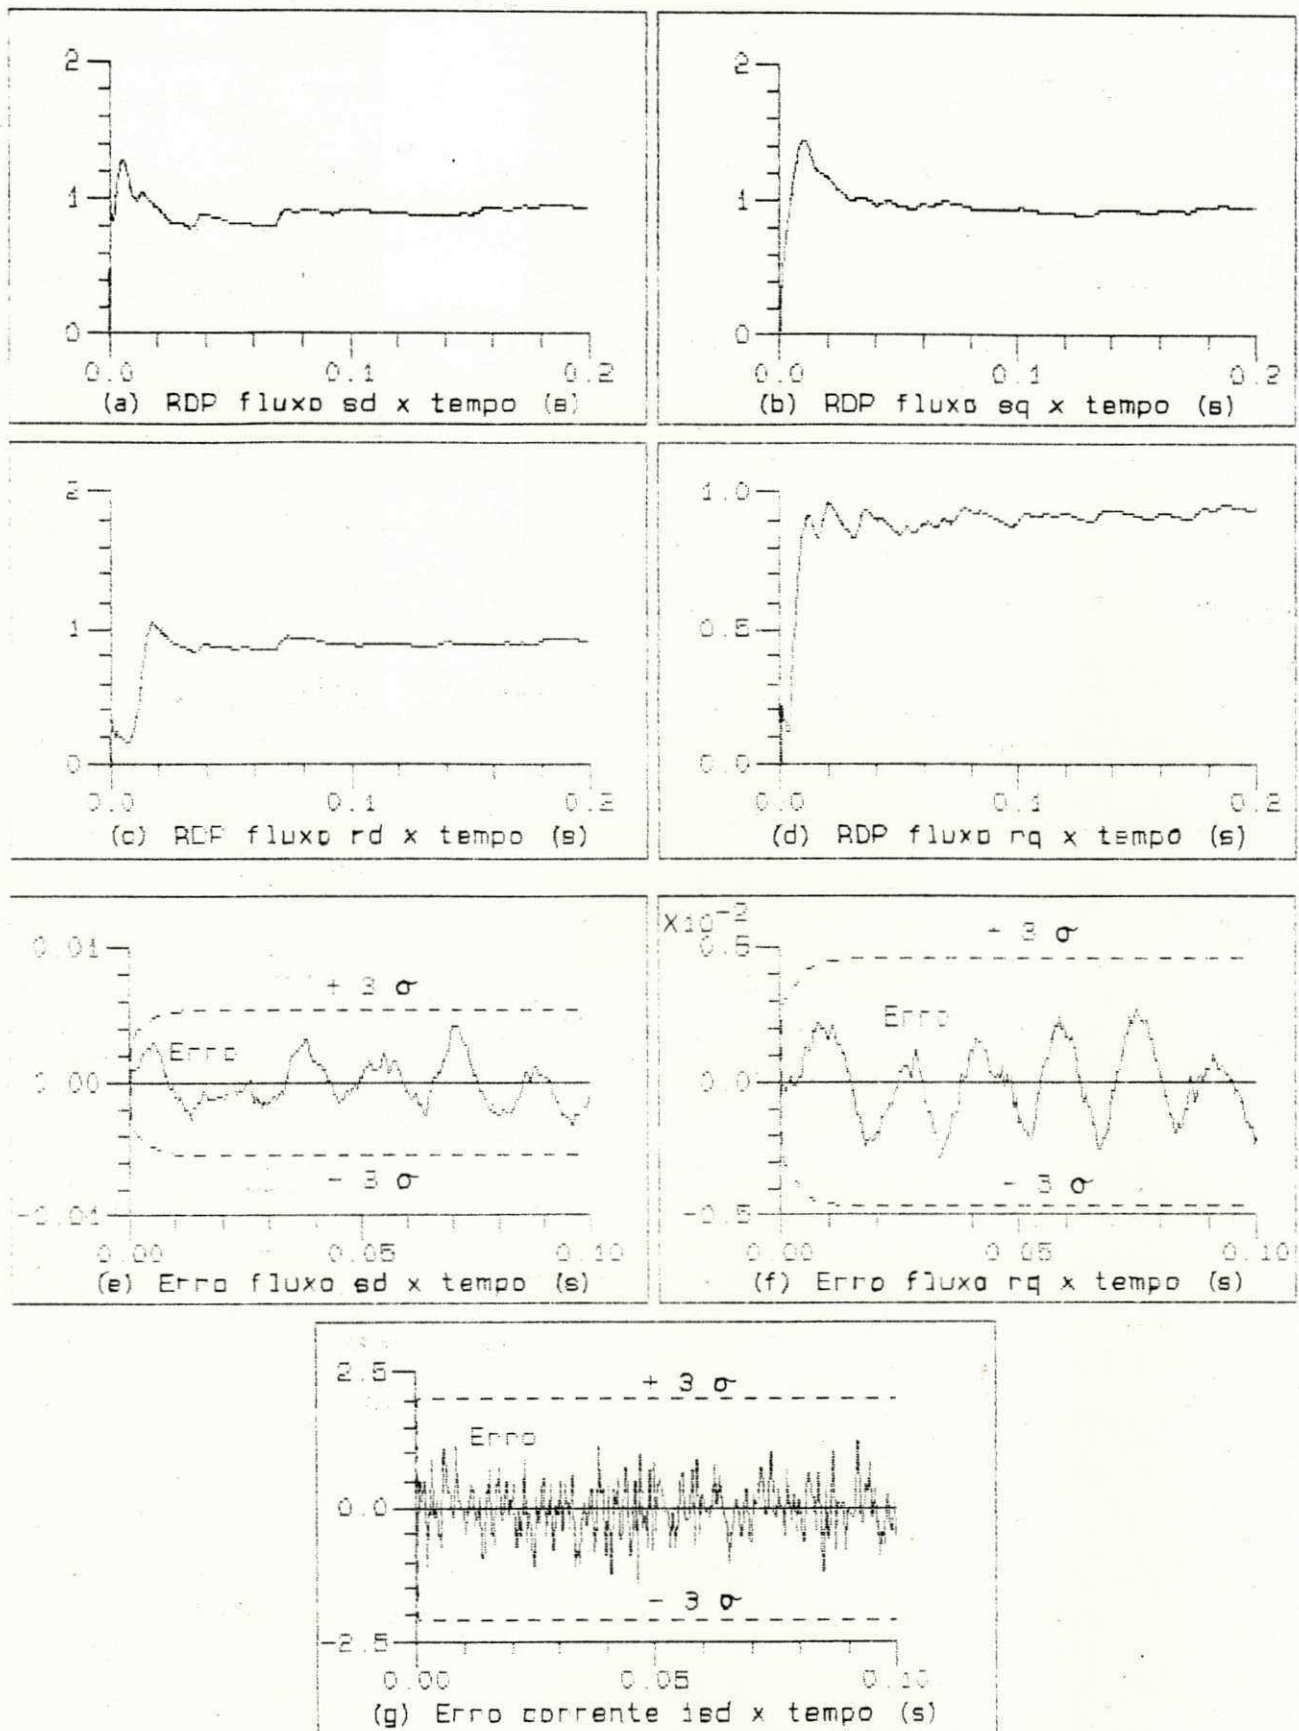 2
1
0
0.0 0.1 0.2
(a) RDP fluxo sd x tempo (s)
2
1
0
0.0 0.1 0.2
(b) RDP fluxo sq x tempo (s)
2
1
0
0.0 0.1 0.2
(c) RDP fluxo rd x tempo (s)
1.0
0.5
0.0
0.0 0.1 0.2
(d) RDP fluxo rq x tempo (s)
0.01
+ 3 σ
Erro
0.00
- 3 σ
-0.01
0.00 0.05 0.10
(e) Erro fluxo sd x tempo (s)
X10⁻²
+ 3 σ
0.5
Erro
0.0
- 3 σ
-0.5
0.00 0.05 0.10
(f) Erro fluxo rq x tempo (s)
2.5
+ 3 σ
Erro
0.0
- 3 σ
-2.5
0.00 0.05 0.10
(g) Erro corrente isd x tempo (s)